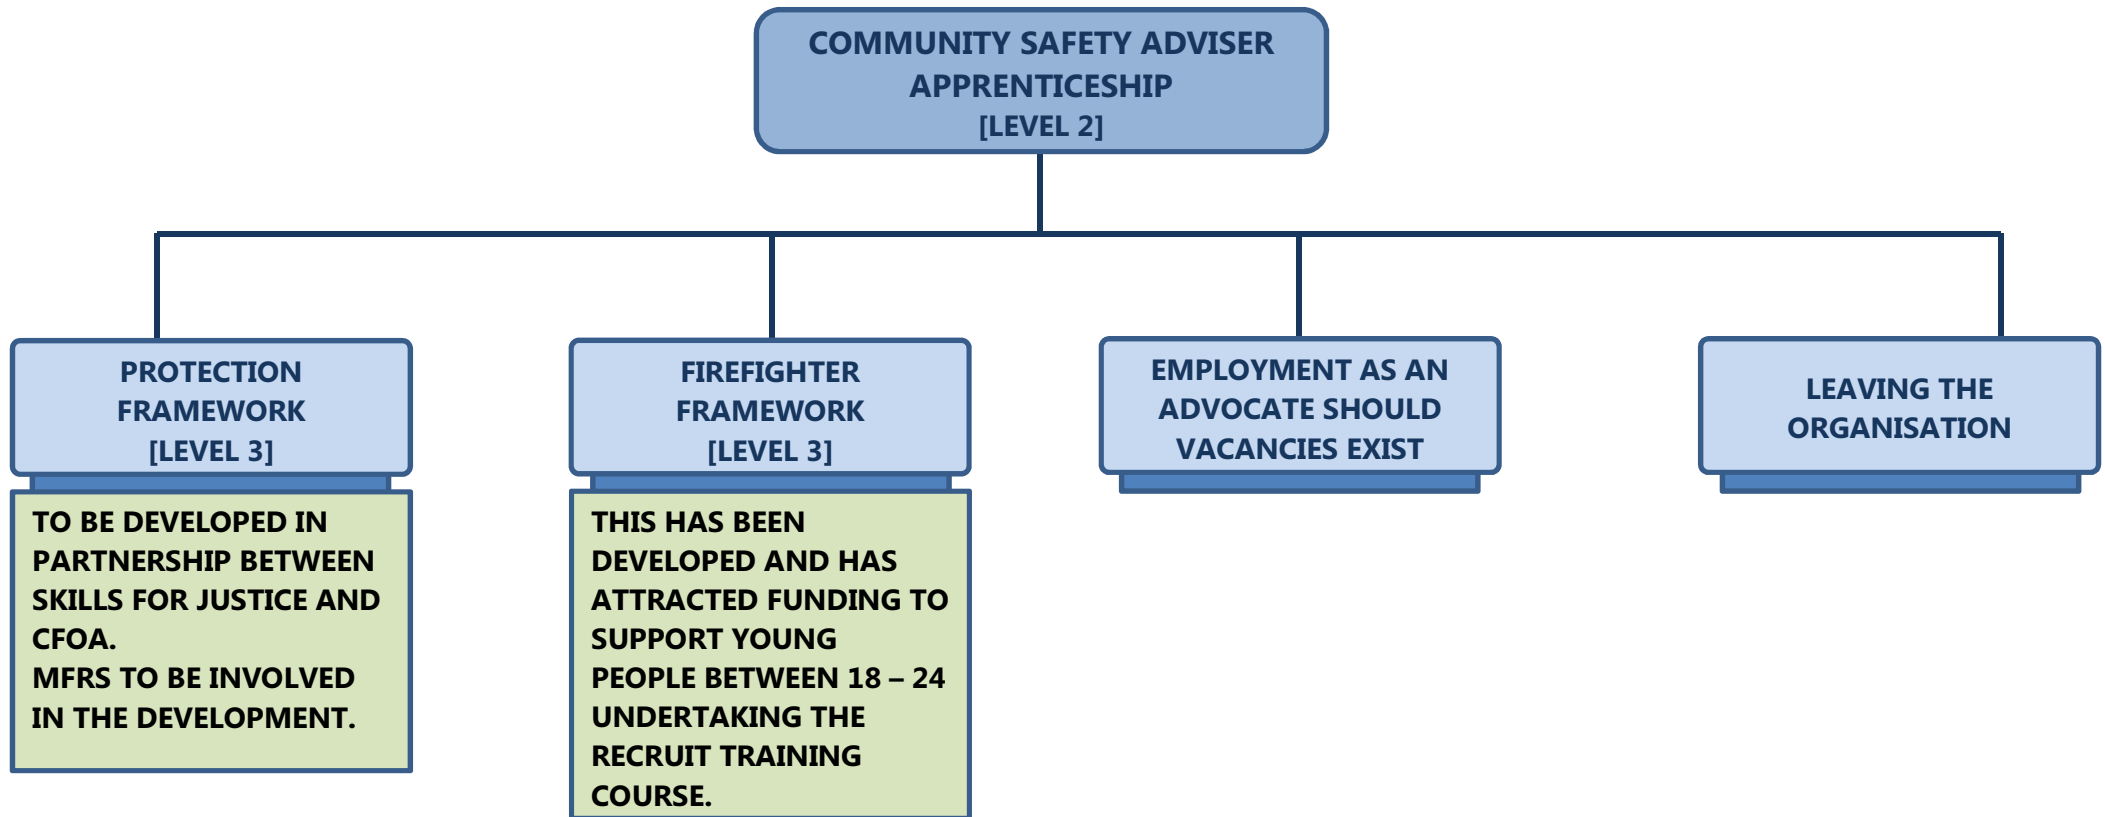 COMMUNITY SAFETY ADVISER
APPRENTICESHIP
[LEVEL 2]
PROTECTION
FRAMEWORK
[LEVEL 3]
TO BE DEVELOPED IN
PARTNERSHIP BETWEEN
SKILLS FOR JUSTICE AND
CFOA.
MFRS TO BE INVOLVED
IN THE DEVELOPMENT.
FIREFIGHTER
FRAMEWORK
[LEVEL 3]
THIS HAS BEEN
DEVELOPED AND HAS
ATTRACTED FUNDING TO
SUPPORT YOUNG
PEOPLE BETWEEN 18 – 24
UNDERTAKING THE
RECRUIT TRAINING
COURSE.
EMPLOYMENT AS AN
ADVOCATE SHOULD
VACANCIES EXIST
LEAVING THE
ORGANISATION